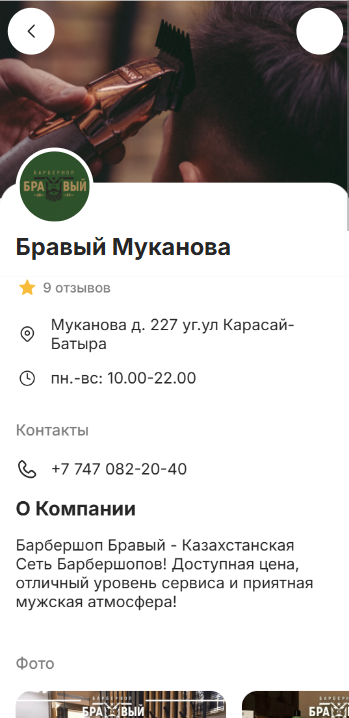 БАРБЕРШОП
БРАВЫЙ
Бравый Муканова
9 отзывов
Муканова д. 227 уг.ул Карасай-
Батыра
пн.-вс: 10.00-22.00
Контакты
+7 747 082-20-40
О Компании
Барбершоп Бравый - Казахстанская
Сеть Барбершопов! Доступная цена,
отличный уровень сервиса и приятная
мужская атмосфера!
Фото
БАРБЕРШОП
БРАВЫЙ